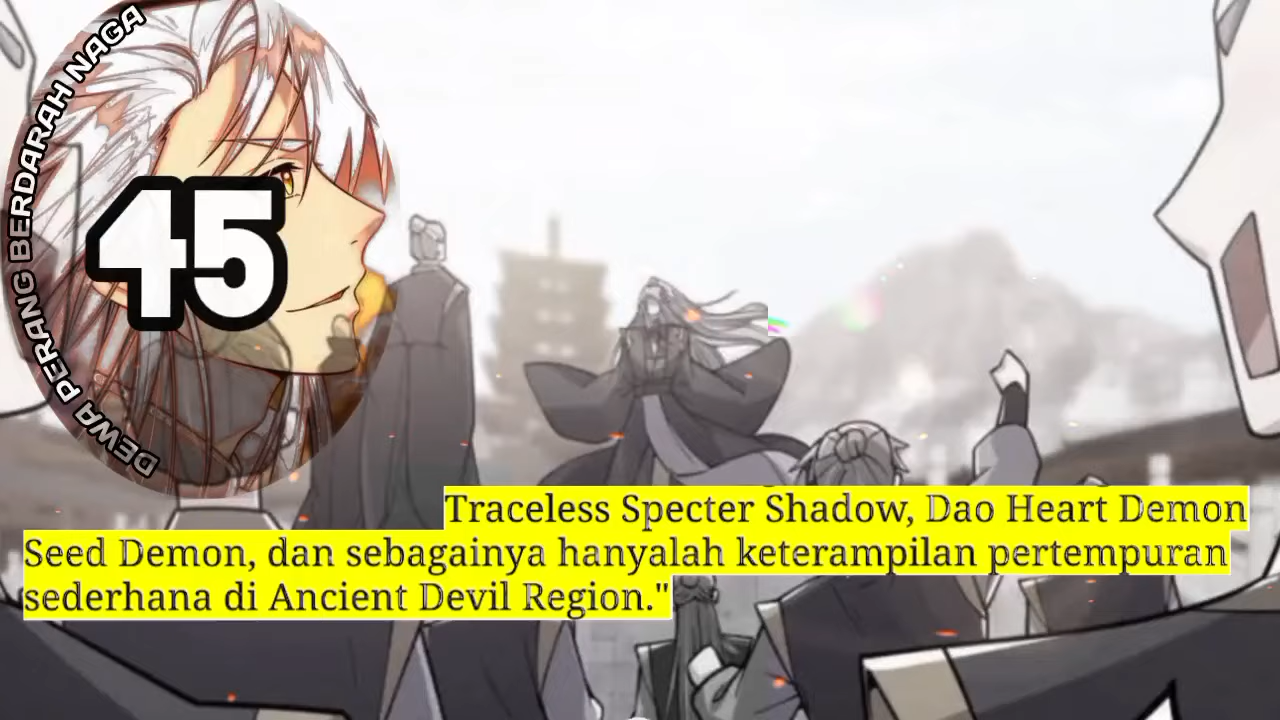 DEWA PERANG BERDARAH NAGA
45
Traceless Specter Shadow, Dao Heart Demon
Seed Demon, dan sebagainya hanyalah keterampilan pertempuran
sederhana di Ancient Devil Region."